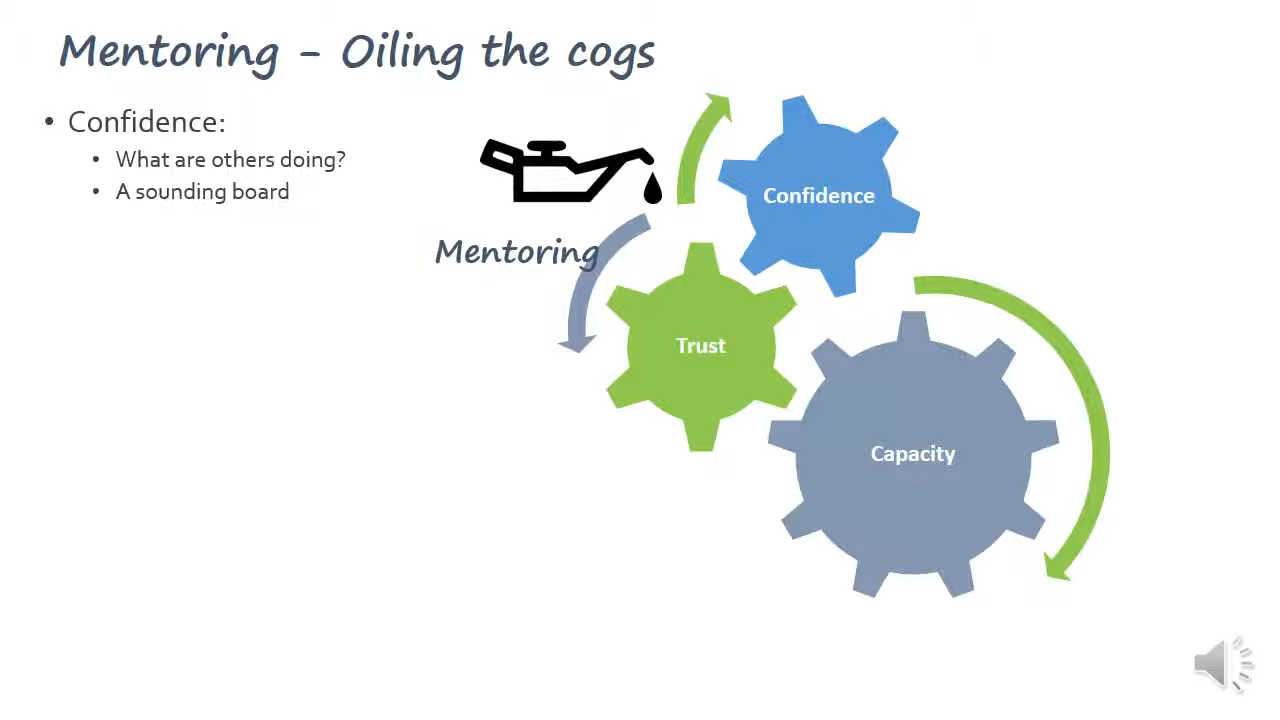 Mentoring - Oiling the cogs
• Confidence:
• What are others doing?
• A sounding board
Mentoring
Confidence
Trust
Capacity